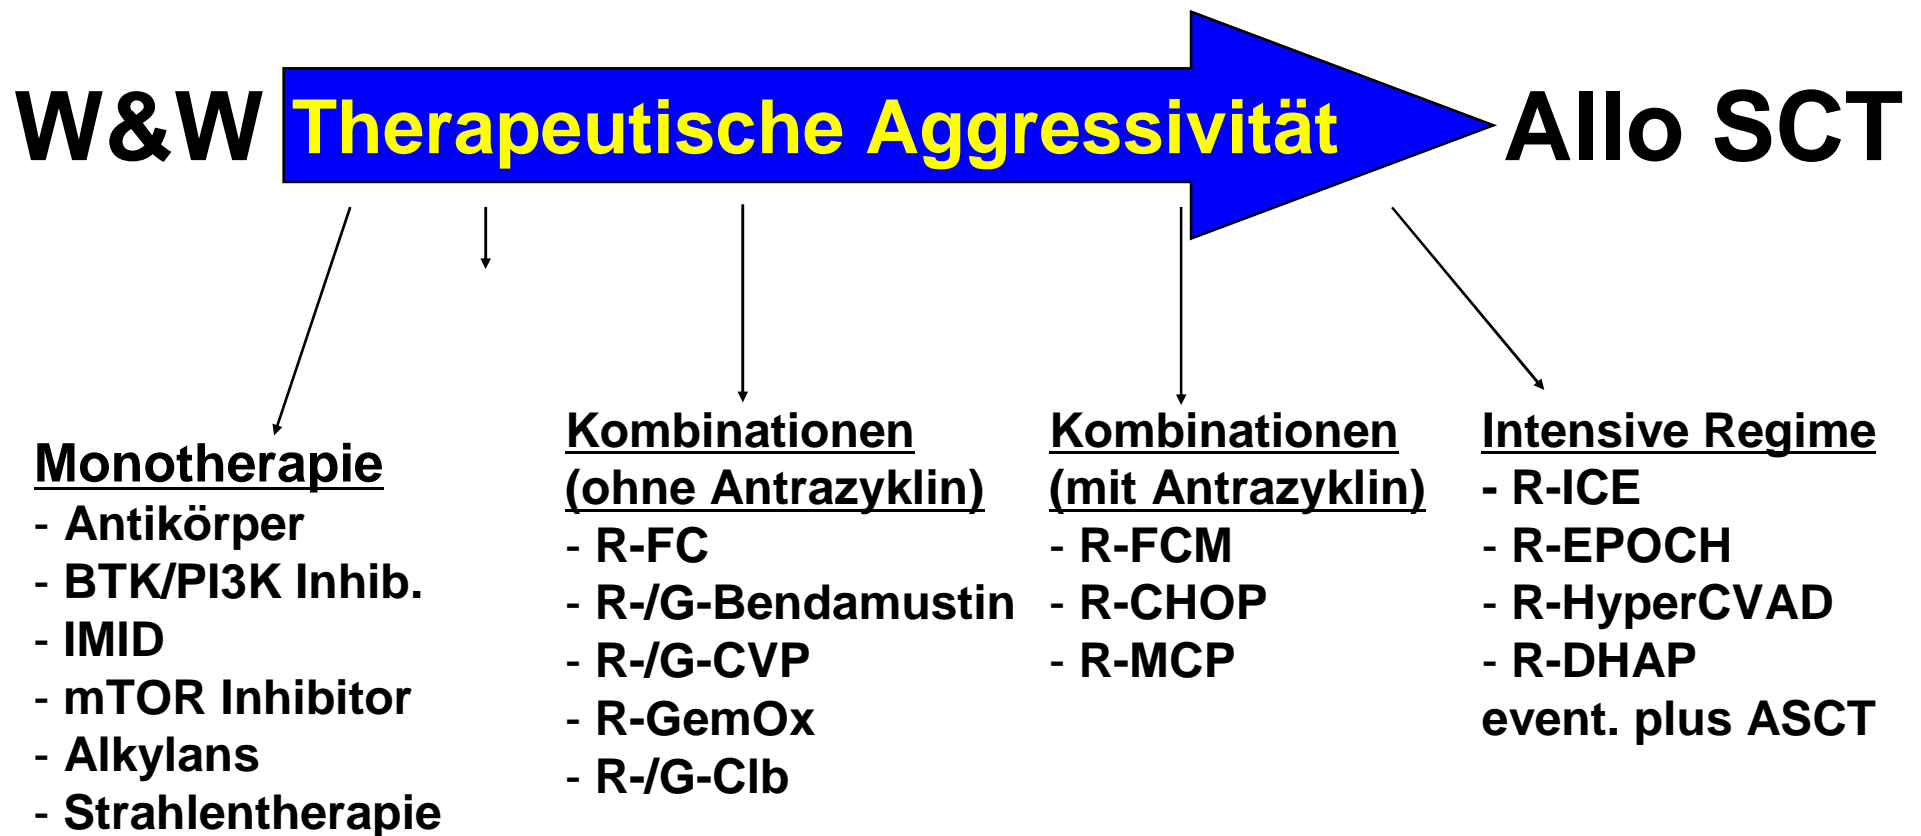 W&W Therapeutische Aggressivität Allo SCT
Monotherapie
- Antikörper
- BTK/PI3K Inhib.
- IMID
- mTOR Inhibitor
- Alkylans
- Strahlentherapie
Kombinationen
(ohne Antrazyklin)
- R-FC
- R-/G-Bendamustin
- R-/G-CVP
- R-GemOx
- R-/G-Clb
Kombinationen
(mit Antrazyklin)
- R-FCM
- R-CHOP
- R-MCP
Intensive Regime
- R-ICE
- R-EPOCH
- R-HyperCVAD
- R-DHAP
event. plus ASCT